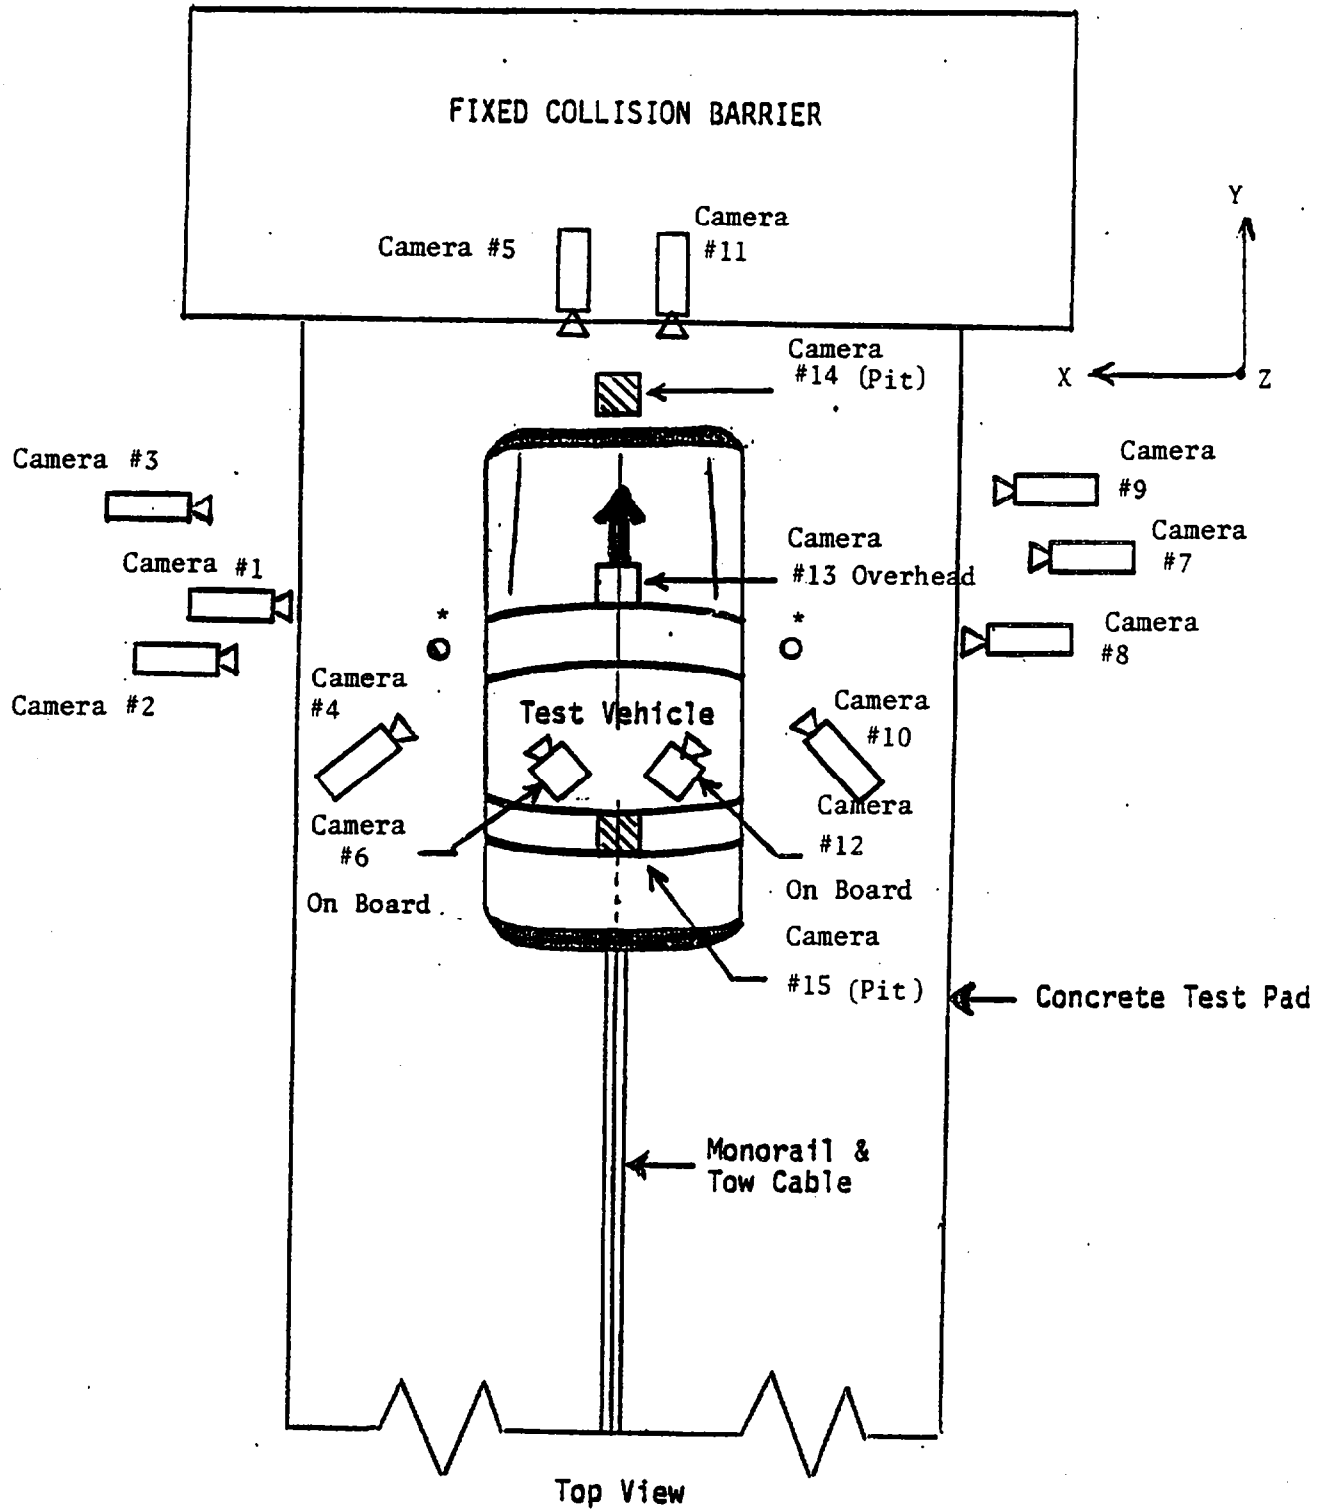 FIXED COLLISION BARRIER
Camera
#11
Camera #5
Y
X
Z
Camera
#14 (Pit)
Camera #3
Camera
#9
Camera
#7
Camera #1
Camera
#13 Overhead
*
*
Camera
#8
Camera #2
Camera
#4
Test Vehicle
Camera
#10
Camera
#6
On Board
Camera
#12
On Board
Camera
#15 (Pit)
Concrete Test Pad
Monorail &
Tow Cable
Top View